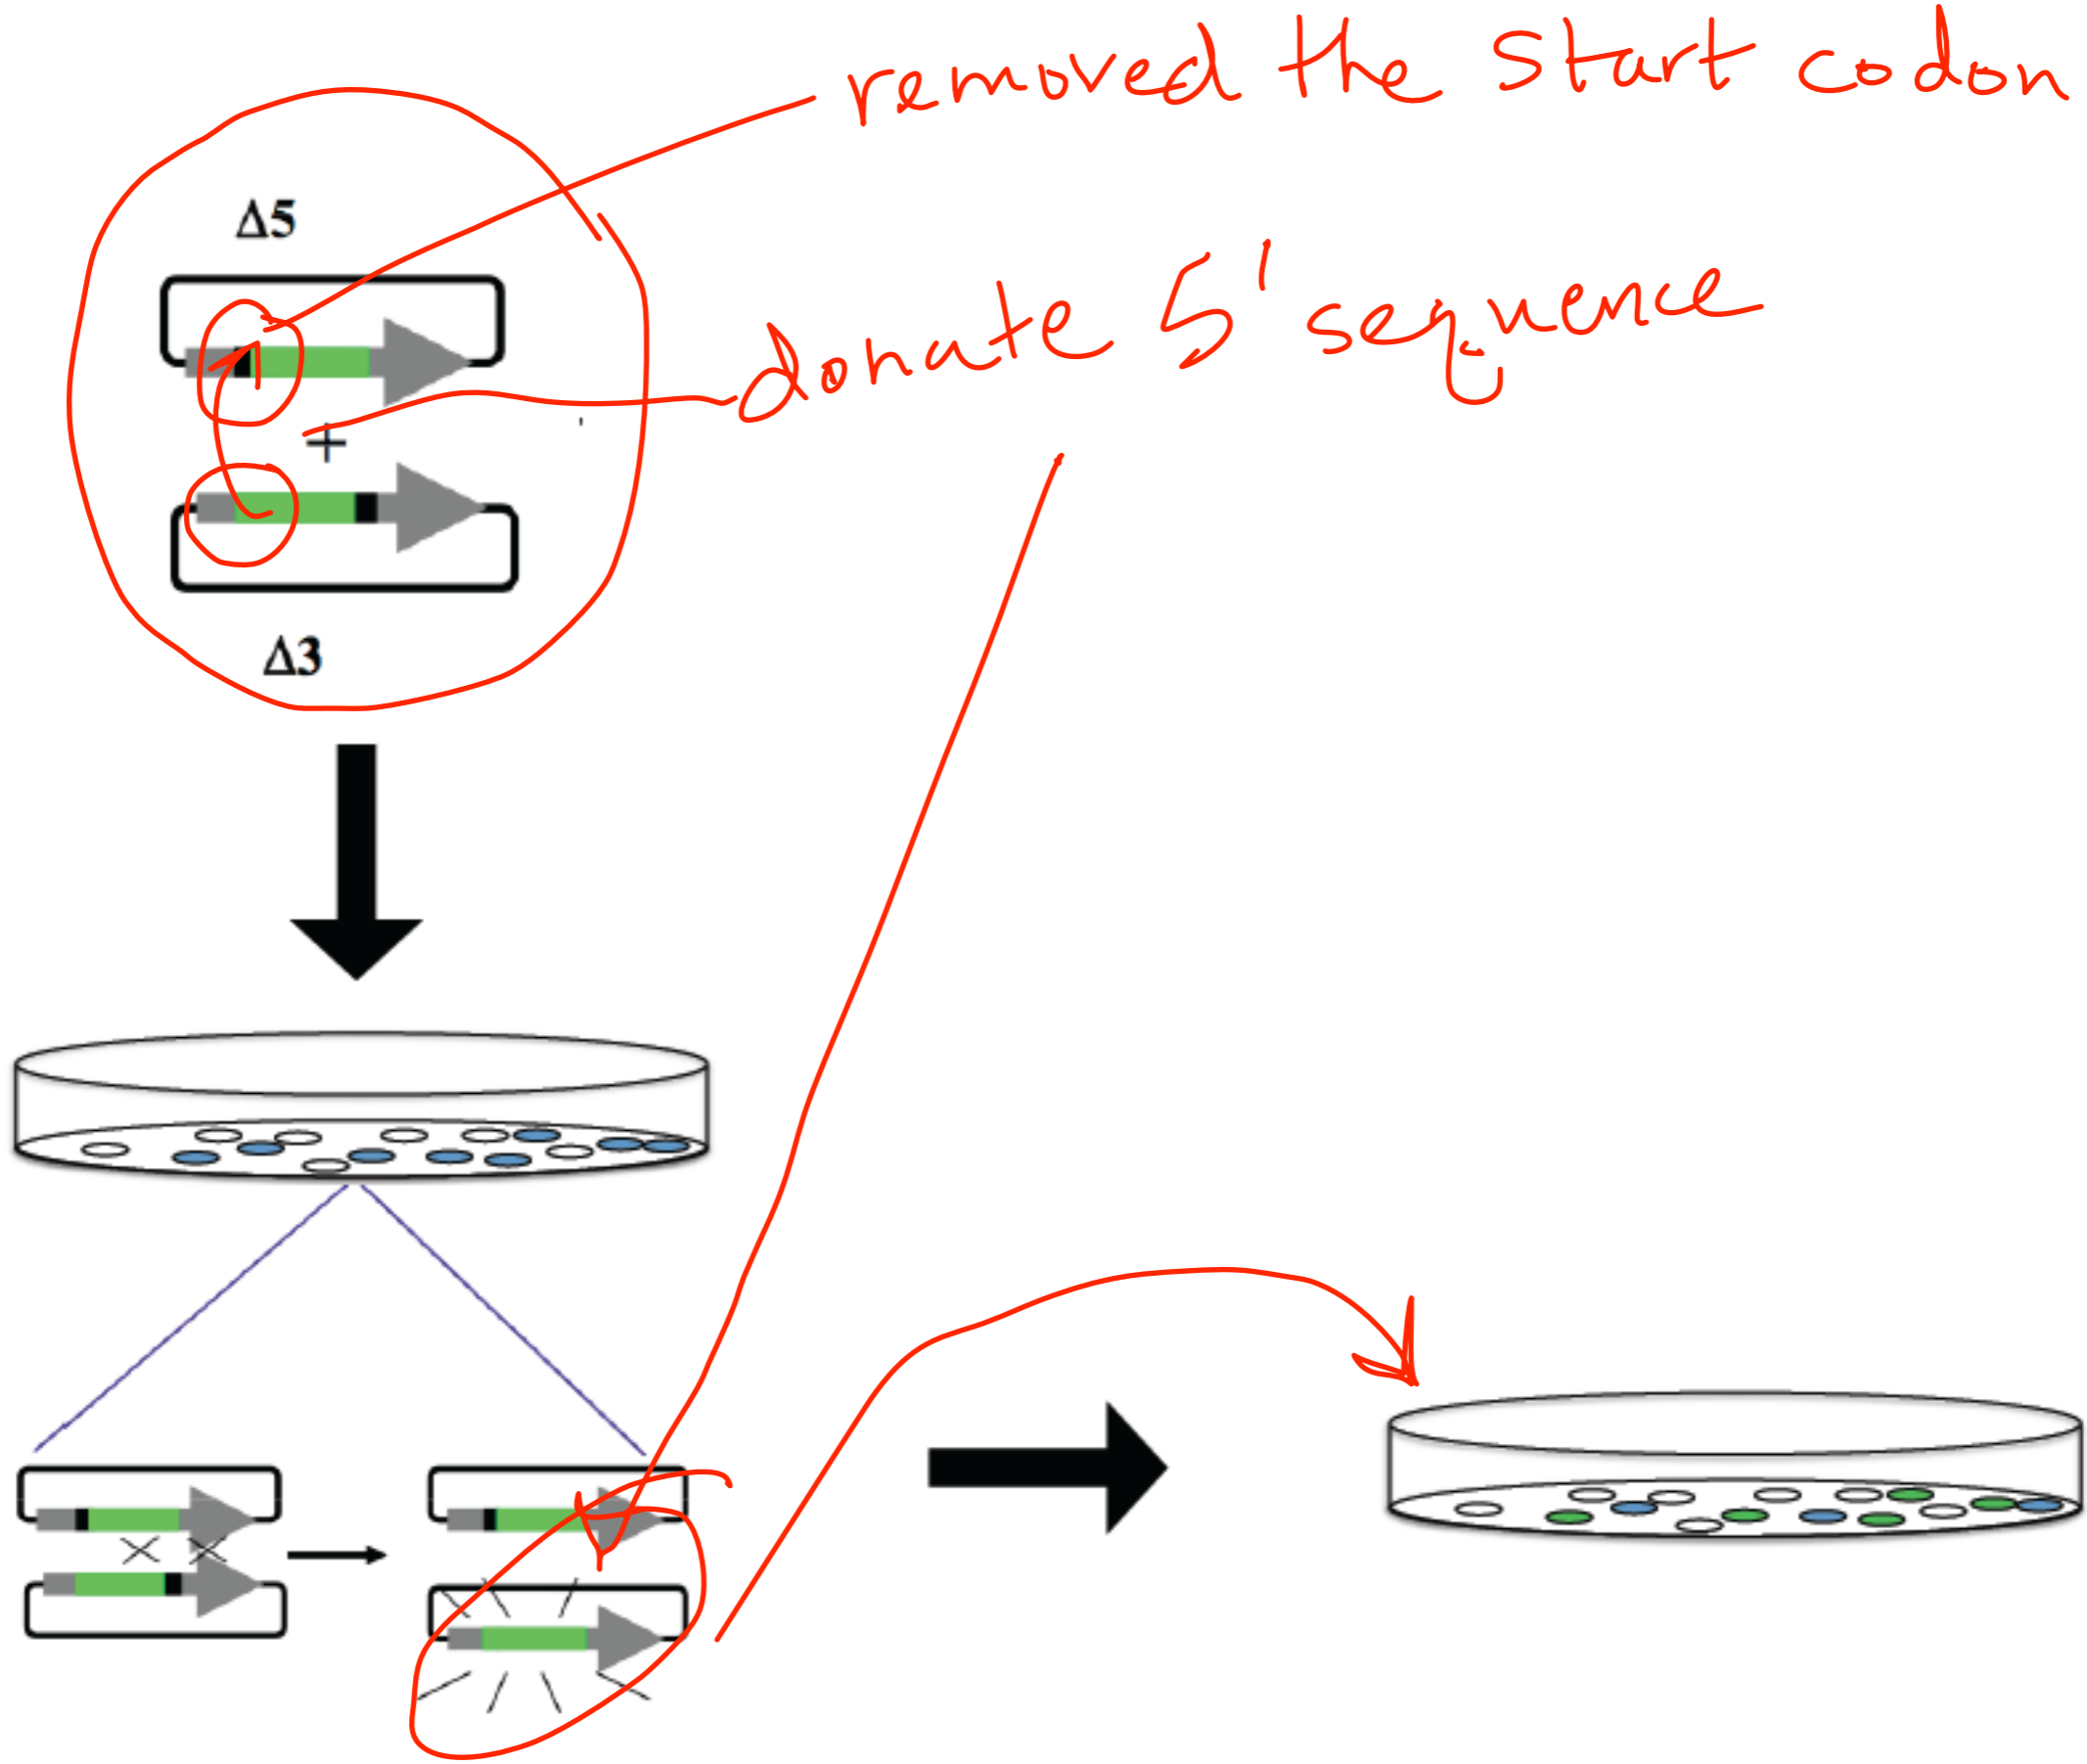 removed the start codon
Δ5
donate 5' sequence
+
Δ3